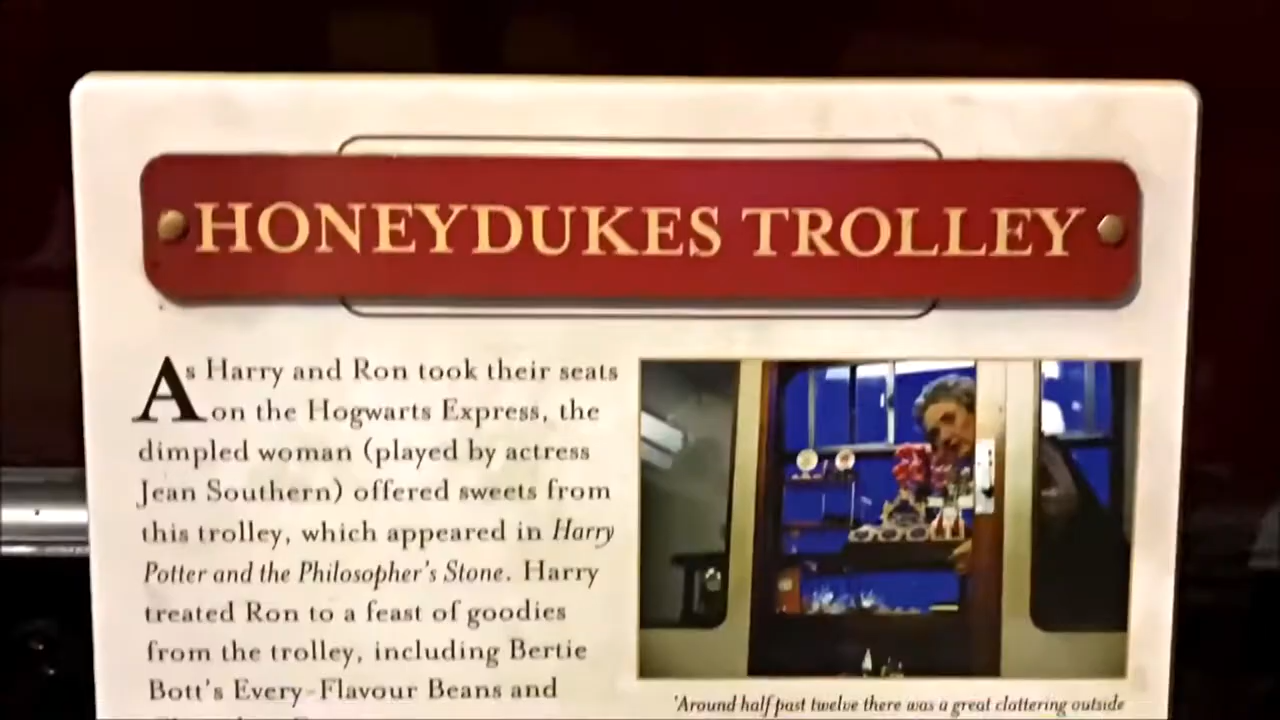 HONEYDUKES TROLLEY
As Harry and Ron took their seats
on the Hogwarts Express, the
dimpled woman (played by actress
Jean Southern) offered sweets from
this trolley, which appeared in Harry
Potter and the Philosopher's Stone. Harry
treated Ron to a feast of goodies
from the trolley, including Bertie
Bott's Every-Flavour Beans and
'Around half past twelve there was a great clattering outside